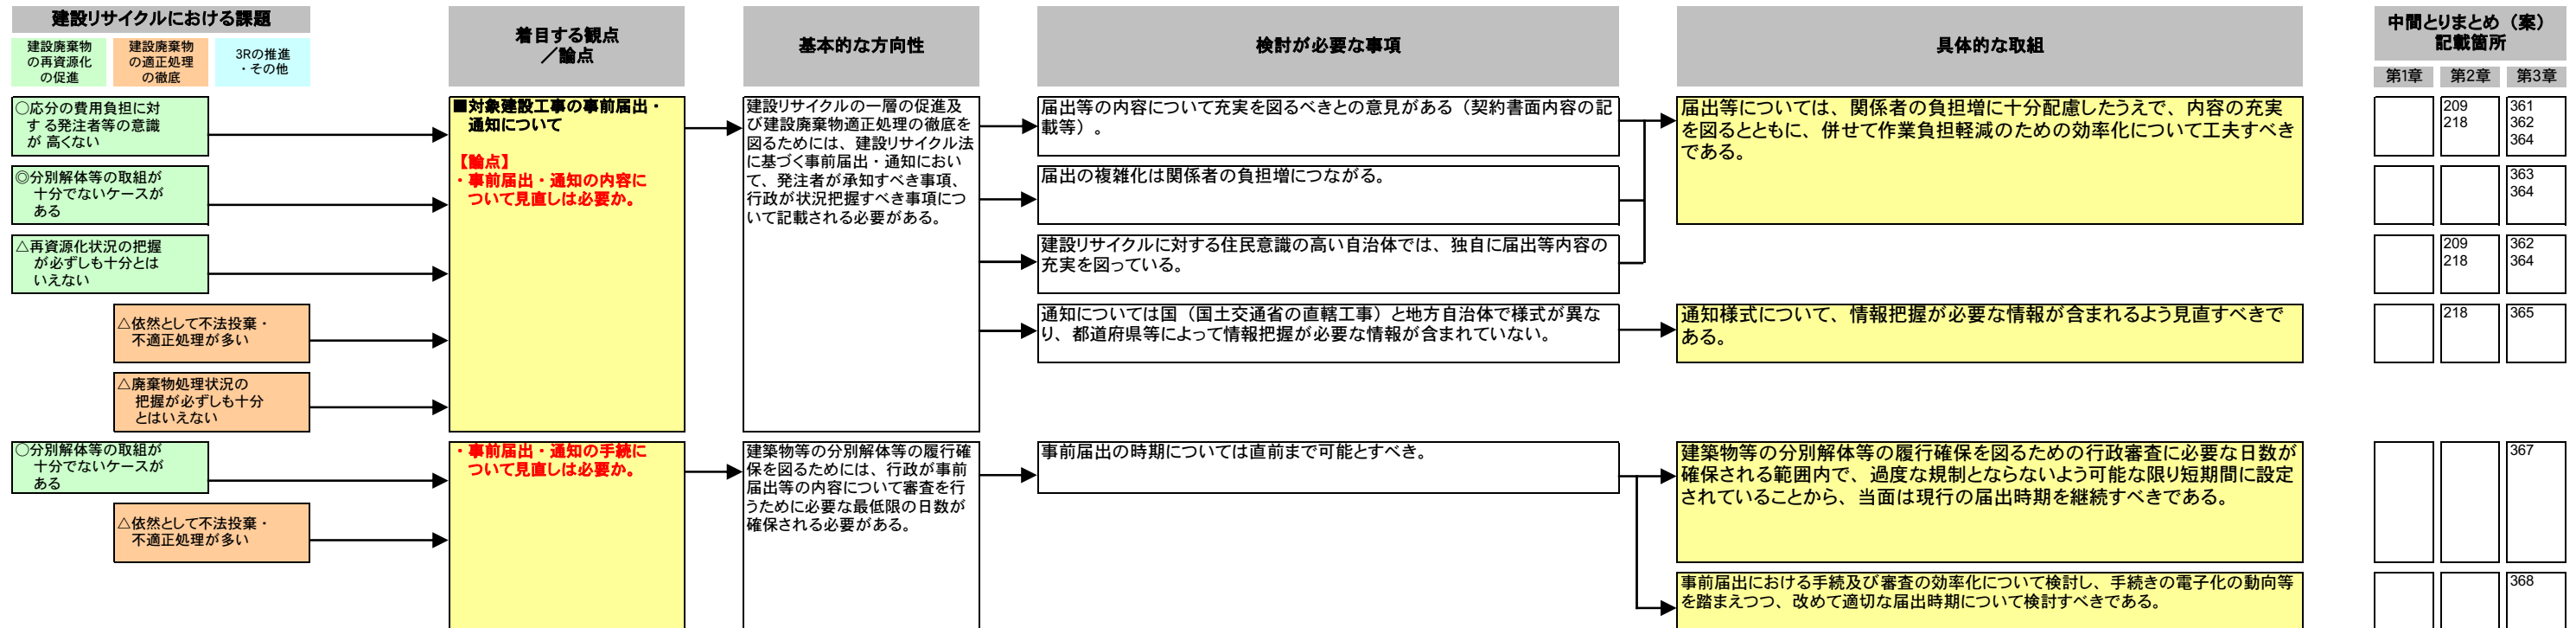 建設リサイクルにおける課題
建設廃棄物
の再資源化
の促進
建設廃棄物
の適正処理
の徹底
3Rの推進
・その他
着目する観点
／論点
基本的な方向性
検討が必要な事項
具体的な取組
中間とりまとめ（案）
記載箇所
第1章
第2章
第3章
○応分の費用負担に対
する発注者等の意識
が 高くない
◎分別解体等の取組が
十分でないケースが
ある
△再資源化状況の把握
が必ずしも十分とは
いえない
△依然として不法投棄・
不適正処理が多い
△廃棄物処理状況の
把握が必ずしも十分
とはいえない
■対象建設工事の事前届出・
通知について
【論点】
・事前届出・通知の内容に
ついて見直しは必要か。
建設リサイクルの一層の促進及
び建設廃棄物適正処理の徹底を
図るためには、建設リサイクル法
に基づく事前届出・通知におい
て、発注者が承知すべき事項、
行政が状況把握すべき事項につ
いて記載される必要がある。
届出等の内容について充実を図るべきとの意見がある（契約書面内容の記
載等）。
届出の複雑化は関係者の負担増につながる。
建設リサイクルに対する住民意識の高い自治体では、独自に届出等内容の
充実を図っている。
通知については国（国土交通省の直轄工事）と地方自治体で様式が異な
り、都道府県等によって情報把握が必要な情報が含まれていない。
届出等については、関係者の負担増に十分配慮したうえで、内容の充実
を図るとともに、併せて作業負担軽減のための効率化について工夫すべき
である。
通知様式について、情報把握が必要な情報が含まれるよう見直すべきで
ある。
209
218
361
362
364
363
364
209
218
362
364
218
365
○分別解体等の取組が
十分でないケースが
ある
△依然として不法投棄・
不適正処理が多い
・事前届出・通知の手続に
ついて見直しは必要か。
建築物等の分別解体等の履行確
保を図るためには、行政が事前
届出等の内容について審査を行
うために必要な最低限の日数が
確保される必要がある。
事前届出の時期については直前まで可能とすべき。
建築物等の分別解体等の履行確保を図るための行政審査に必要な日数が
確保される範囲内で、過度な規制とならないよう可能な限り短期間に設定
されていることから、当面は現行の届出時期を継続すべきである。
367
事前届出における手続及び審査の効率化について検討し、手続きの電子化の動向等
を踏まえつつ、改めて適切な届出時期について検討すべきである。
368